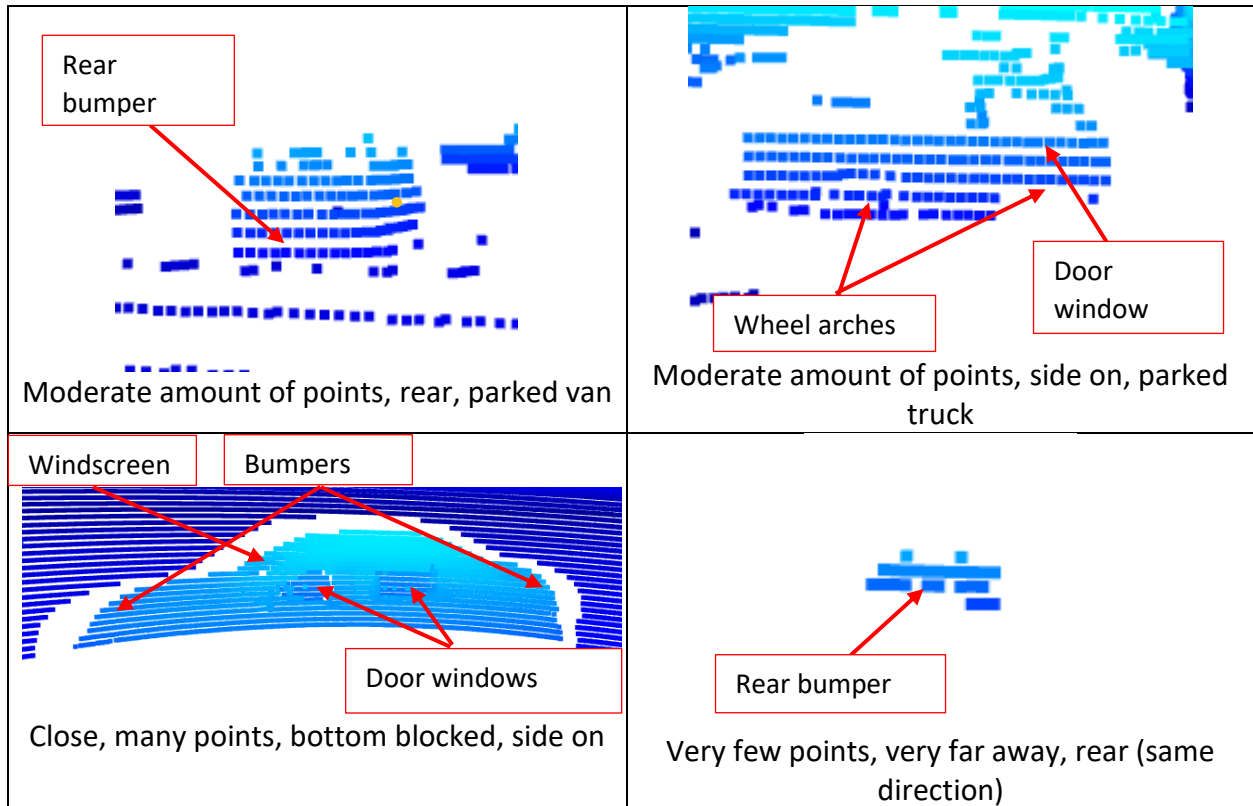 Rear
bumper
Moderate amount of points, rear, parked van
Door
window
Wheel arches
Moderate amount of points, side on, parked
truck
Windscreen
Bumpers
Door windows
Close, many points, bottom blocked, side on
Rear bumper
Very few points, very far away, rear (same
direction)